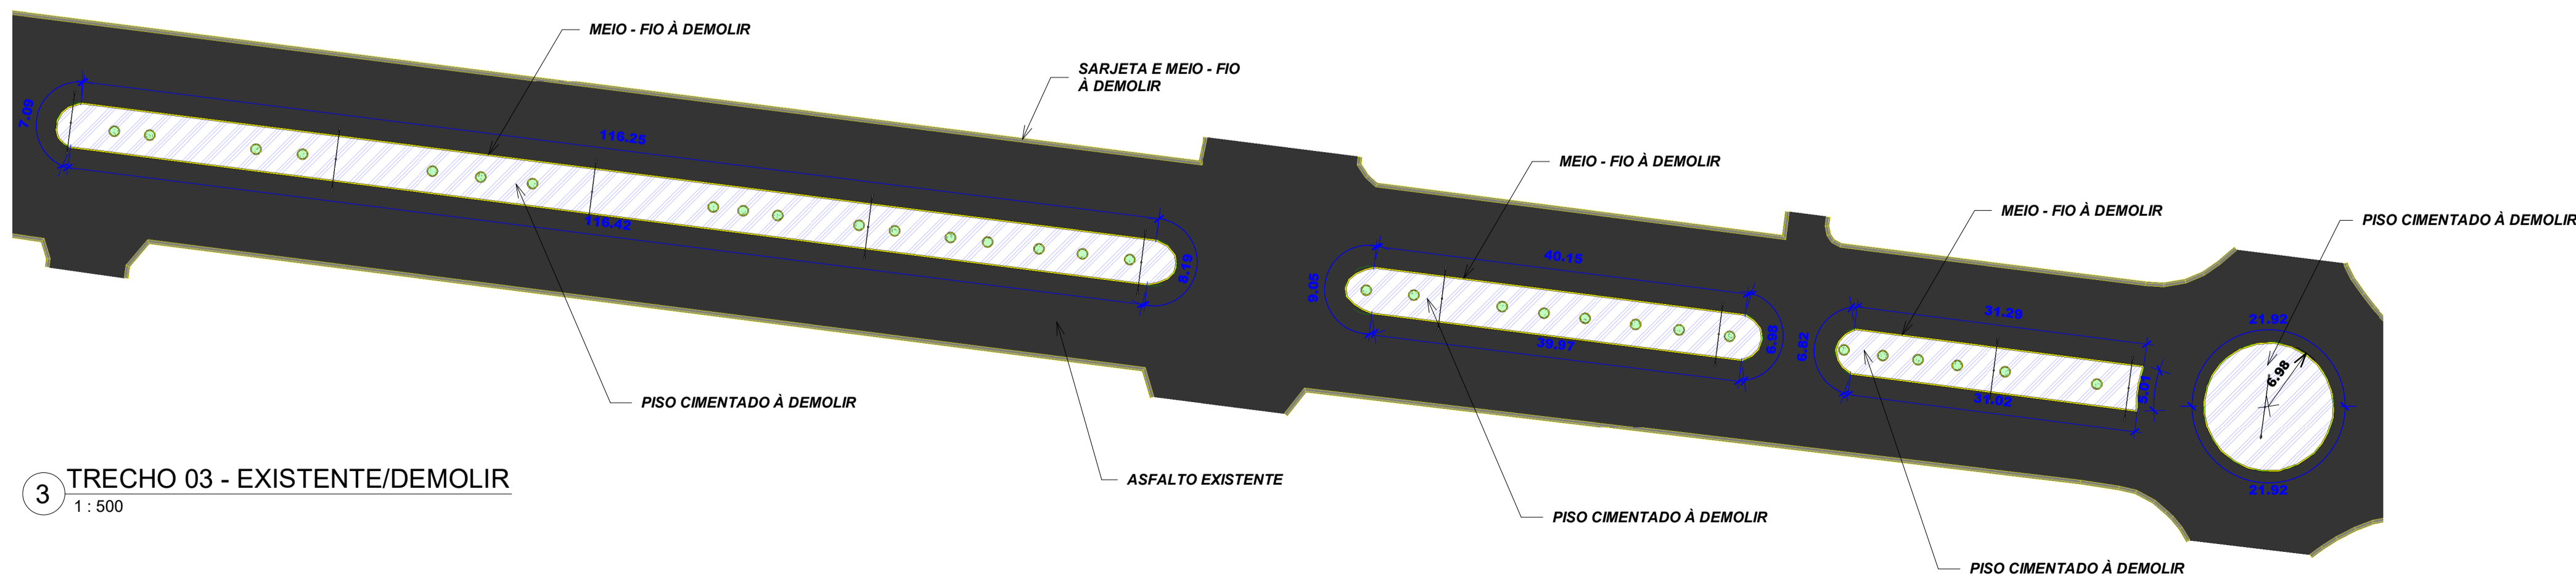 MEIO - FIO À DEMOLIR
SARJETA E MEIO - FIO
À DEMOLIR
7.09
116.25
116.42
8.19
MEIO - FIO À DEMOLIR
40.15
9.05
39.97
6.98
MEIO - FIO À DEMOLIR
31.29
6.82
31.02
5.01
PISO CIMENTADO À DEMOLIR
21.92
6.98
21.92
PISO CIMENTADO À DEMOLIR
ASFALTO EXISTENTE
PISO CIMENTADO À DEMOLIR
PISO CIMENTADO À DEMOLIR
3
TRECHO 03 - EXISTENTE/DEMOLIR
1 : 500